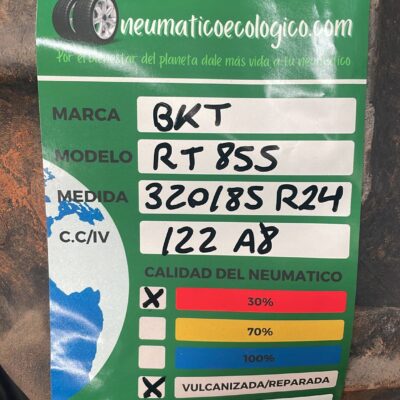 neumaticoecologico.com
Por el bienestar del planeta dale más vida a tu neumático
MARCA BKT
MODELO RT 855
MEDIDA 320/85 R24
C.C/IV 122 A8
CALIDAD DEL NEUMATICO
X 30%
70%
100%
X VULCANIZADA/REPARADA